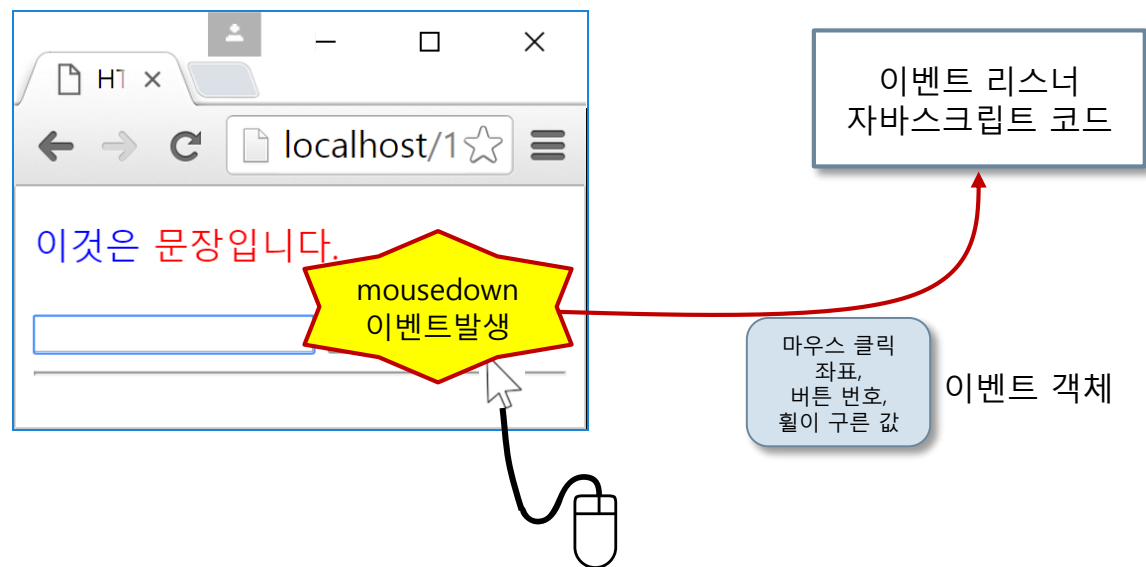 HT
localhost/1
이것은 문장입니다.
mousedown
이벤트발생
이벤트 리스너
자바스크립트 코드
마우스 클릭
좌표,
버튼 번호,
휠이 구른 값
이벤트 객체